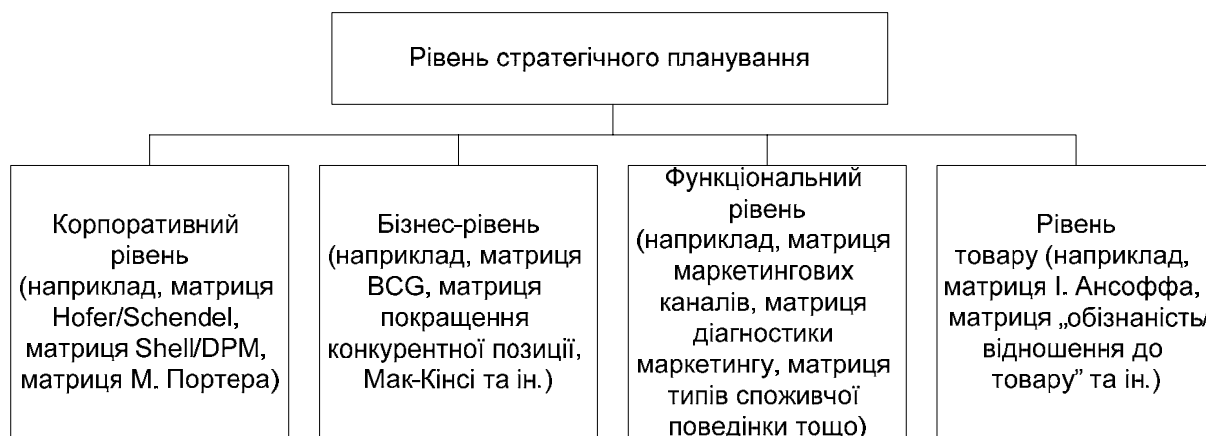 Рівень стратегічного планування
Корпоративний
рівень
(наприклад, матриця
Hofer/Schendel,
матриця Shell/DPM,
матриця М. Портера)
Бізнес-рівень
(наприклад, матриця
BCG, матриця
покращення
конкурентної позиції,
Мак-Кінсі та ін.)
Функціональний
рівень
(наприклад, матриця
маркетингових
каналів, матриця
діагностики
маркетингу, матриця
типів споживчої
поведінки тощо)
Рівень
товару (наприклад,
матриця І. Ансоффа,
матриця „обізнаність/
відношення до
товару” та ін.)